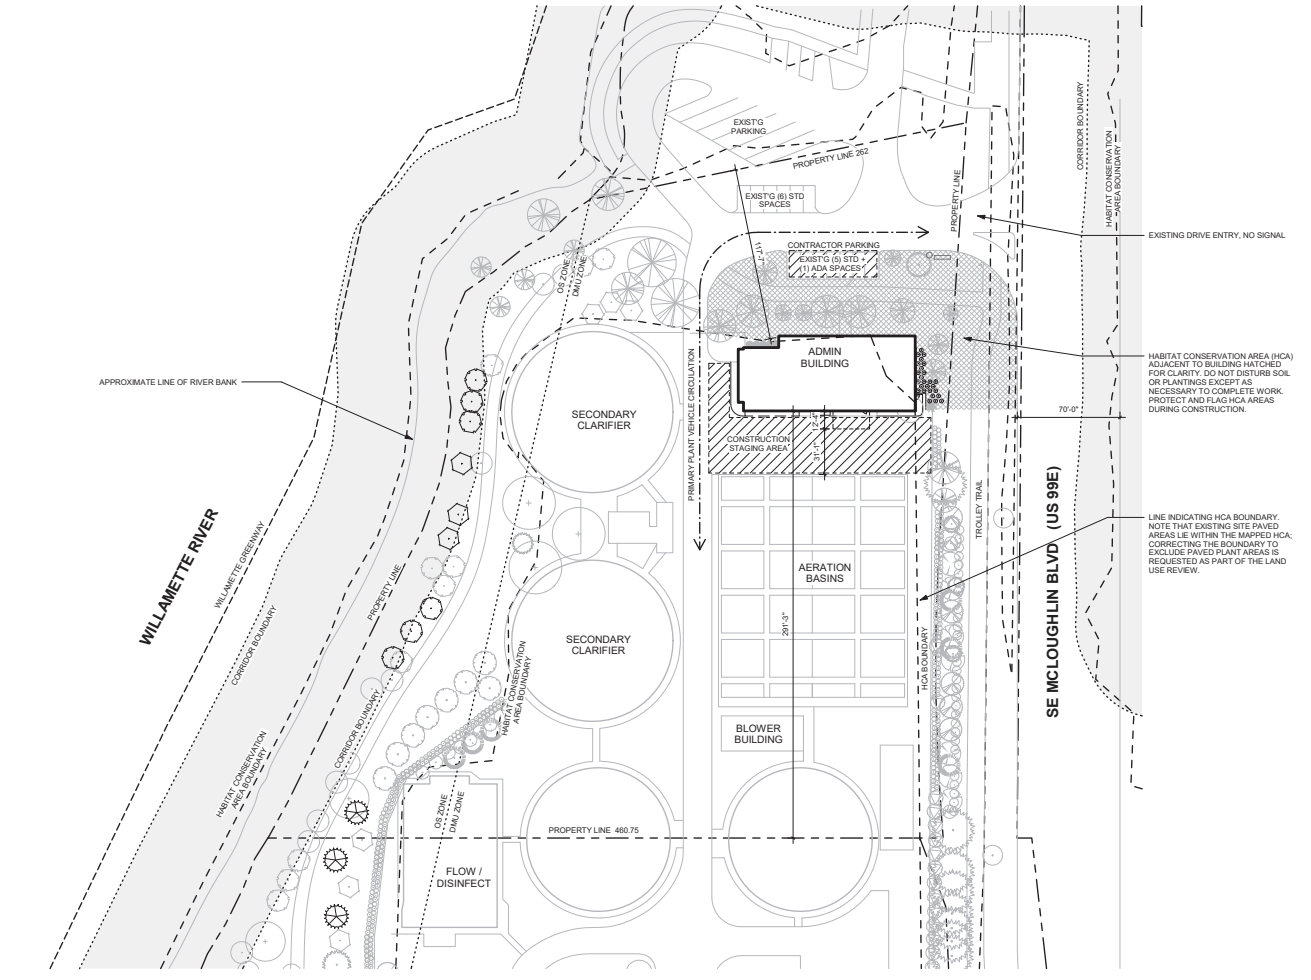 EXIST'G
PARKING
PROPERTY LINE 262
EXIST'G (6) STD
SPACES
CORRIDOR BOUNDARY
HABITAT CONSERVATION
AREA BOUNDARY
PROPERTY LINE
EXISTING DRIVE ENTRY, NO SIGNAL
117'-7"
CONTRACTOR PARKING
EXIST'G (5) STD +
(1) ADA SPACES
OS ZONE
DMU ZONE
ADMIN
BUILDING
HABITAT CONSERVATION AREA (HCA)
ADJACENT TO BUILDING HATCHED
FOR CLARITY. DO NOT DISTURB SOIL
OR PLANTINGS EXCEPT AS
NECESSARY TO COMPLETE WORK.
PROTECT AND FLAG HCA AREAS
DURING CONSTRUCTION.
APPROXIMATE LINE OF RIVER BANK
70'-0"
SECONDARY
CLARIFIER
PRIMARY PLANT VEHICLE CIRCULATION
CONSTRUCTION
STAGING AREA
12'-4"
31'-1"
TROLLEY TRAIL
SE MCLOUGHLIN BLVD (US 99E)
LINE INDICATING HCA BOUNDARY.
NOTE THAT EXISTING SITE PAVED
AREAS LIE WITHIN THE MAPPED HCA;
CORRECTING THE BOUNDARY TO
EXCLUDE PAVED PLANT AREAS IS
REQUESTED AS PART OF THE LAND
USE REVIEW.
WILLAMETTE RIVER
WILLAMETTE GREENWAY
CORRIDOR BOUNDARY
PROPERTY LINE
AERATION
BASINS
291'-3"
SECONDARY
CLARIFIER
HABITAT CONSERVATION
AREA BOUNDARY
HCA BOUNDARY
CORRIDOR BOUNDARY
HABITAT CONSERVATION
AREA BOUNDARY
BLOWER
BUILDING
OS ZONE
DMU ZONE
PROPERTY LINE 460.75
FLOW /
DISINFECT